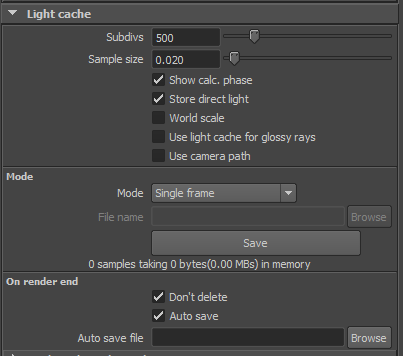 Light cache
Subdivs 500
Sample size 0.020
Show calc. phase
Store direct light
World scale
Use light cache for glossy rays
Use camera path
Mode
Mode Single frame
File name Browse
Save
0 samples taking 0 bytes(0.00 MBs) in memory
On render end
Don't delete
Auto save
Auto save file Browse